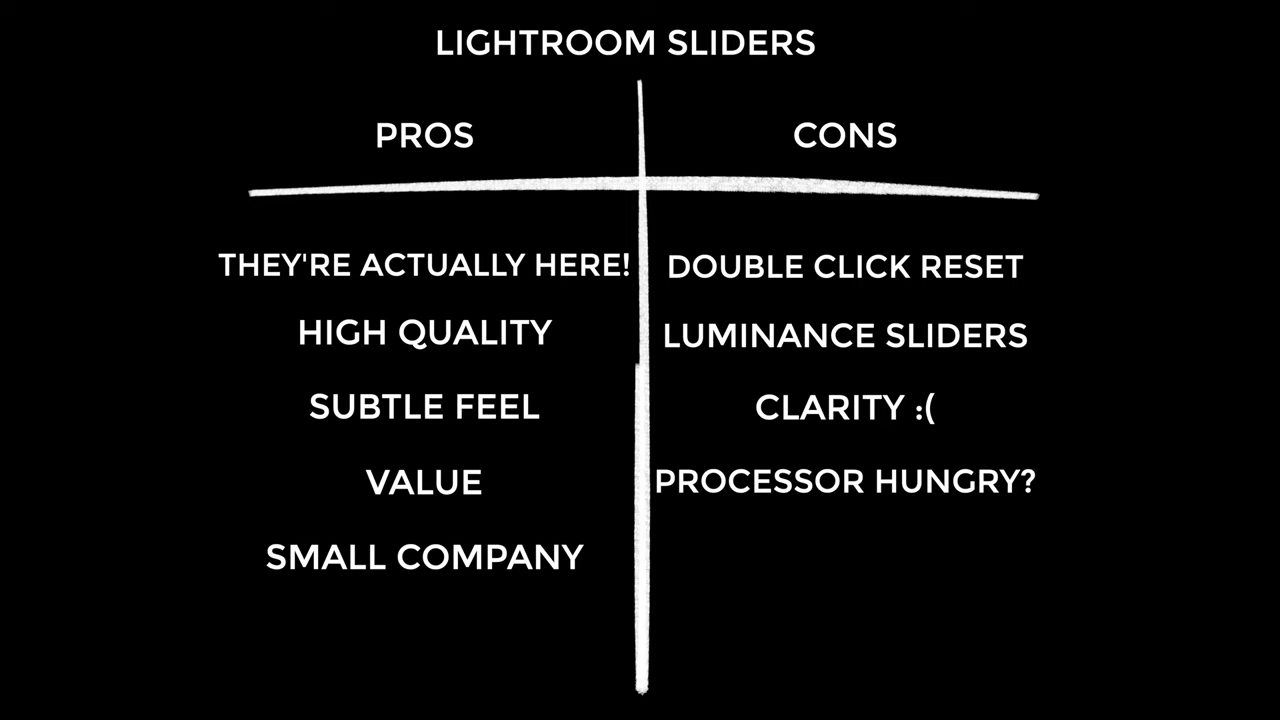 LIGHTROOM SLIDERS
PROS
CONS
THEY'RE ACTUALLY HERE!
HIGH QUALITY
SUBTLE FEEL
VALUE
SMALL COMPANY
DOUBLE CLICK RESET
LUMINANCE SLIDERS
CLARITY :(
PROCESSOR HUNGRY?